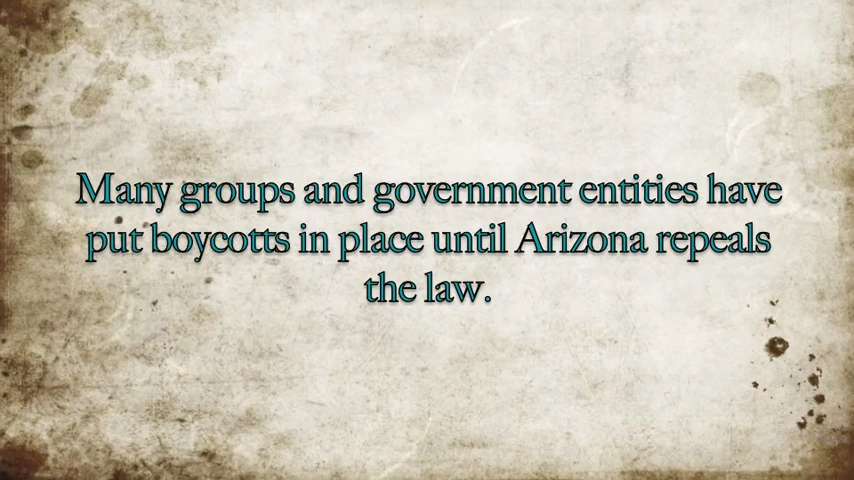 Many groups and government entities have
put boycotts in place until Arizona repeals
the law.